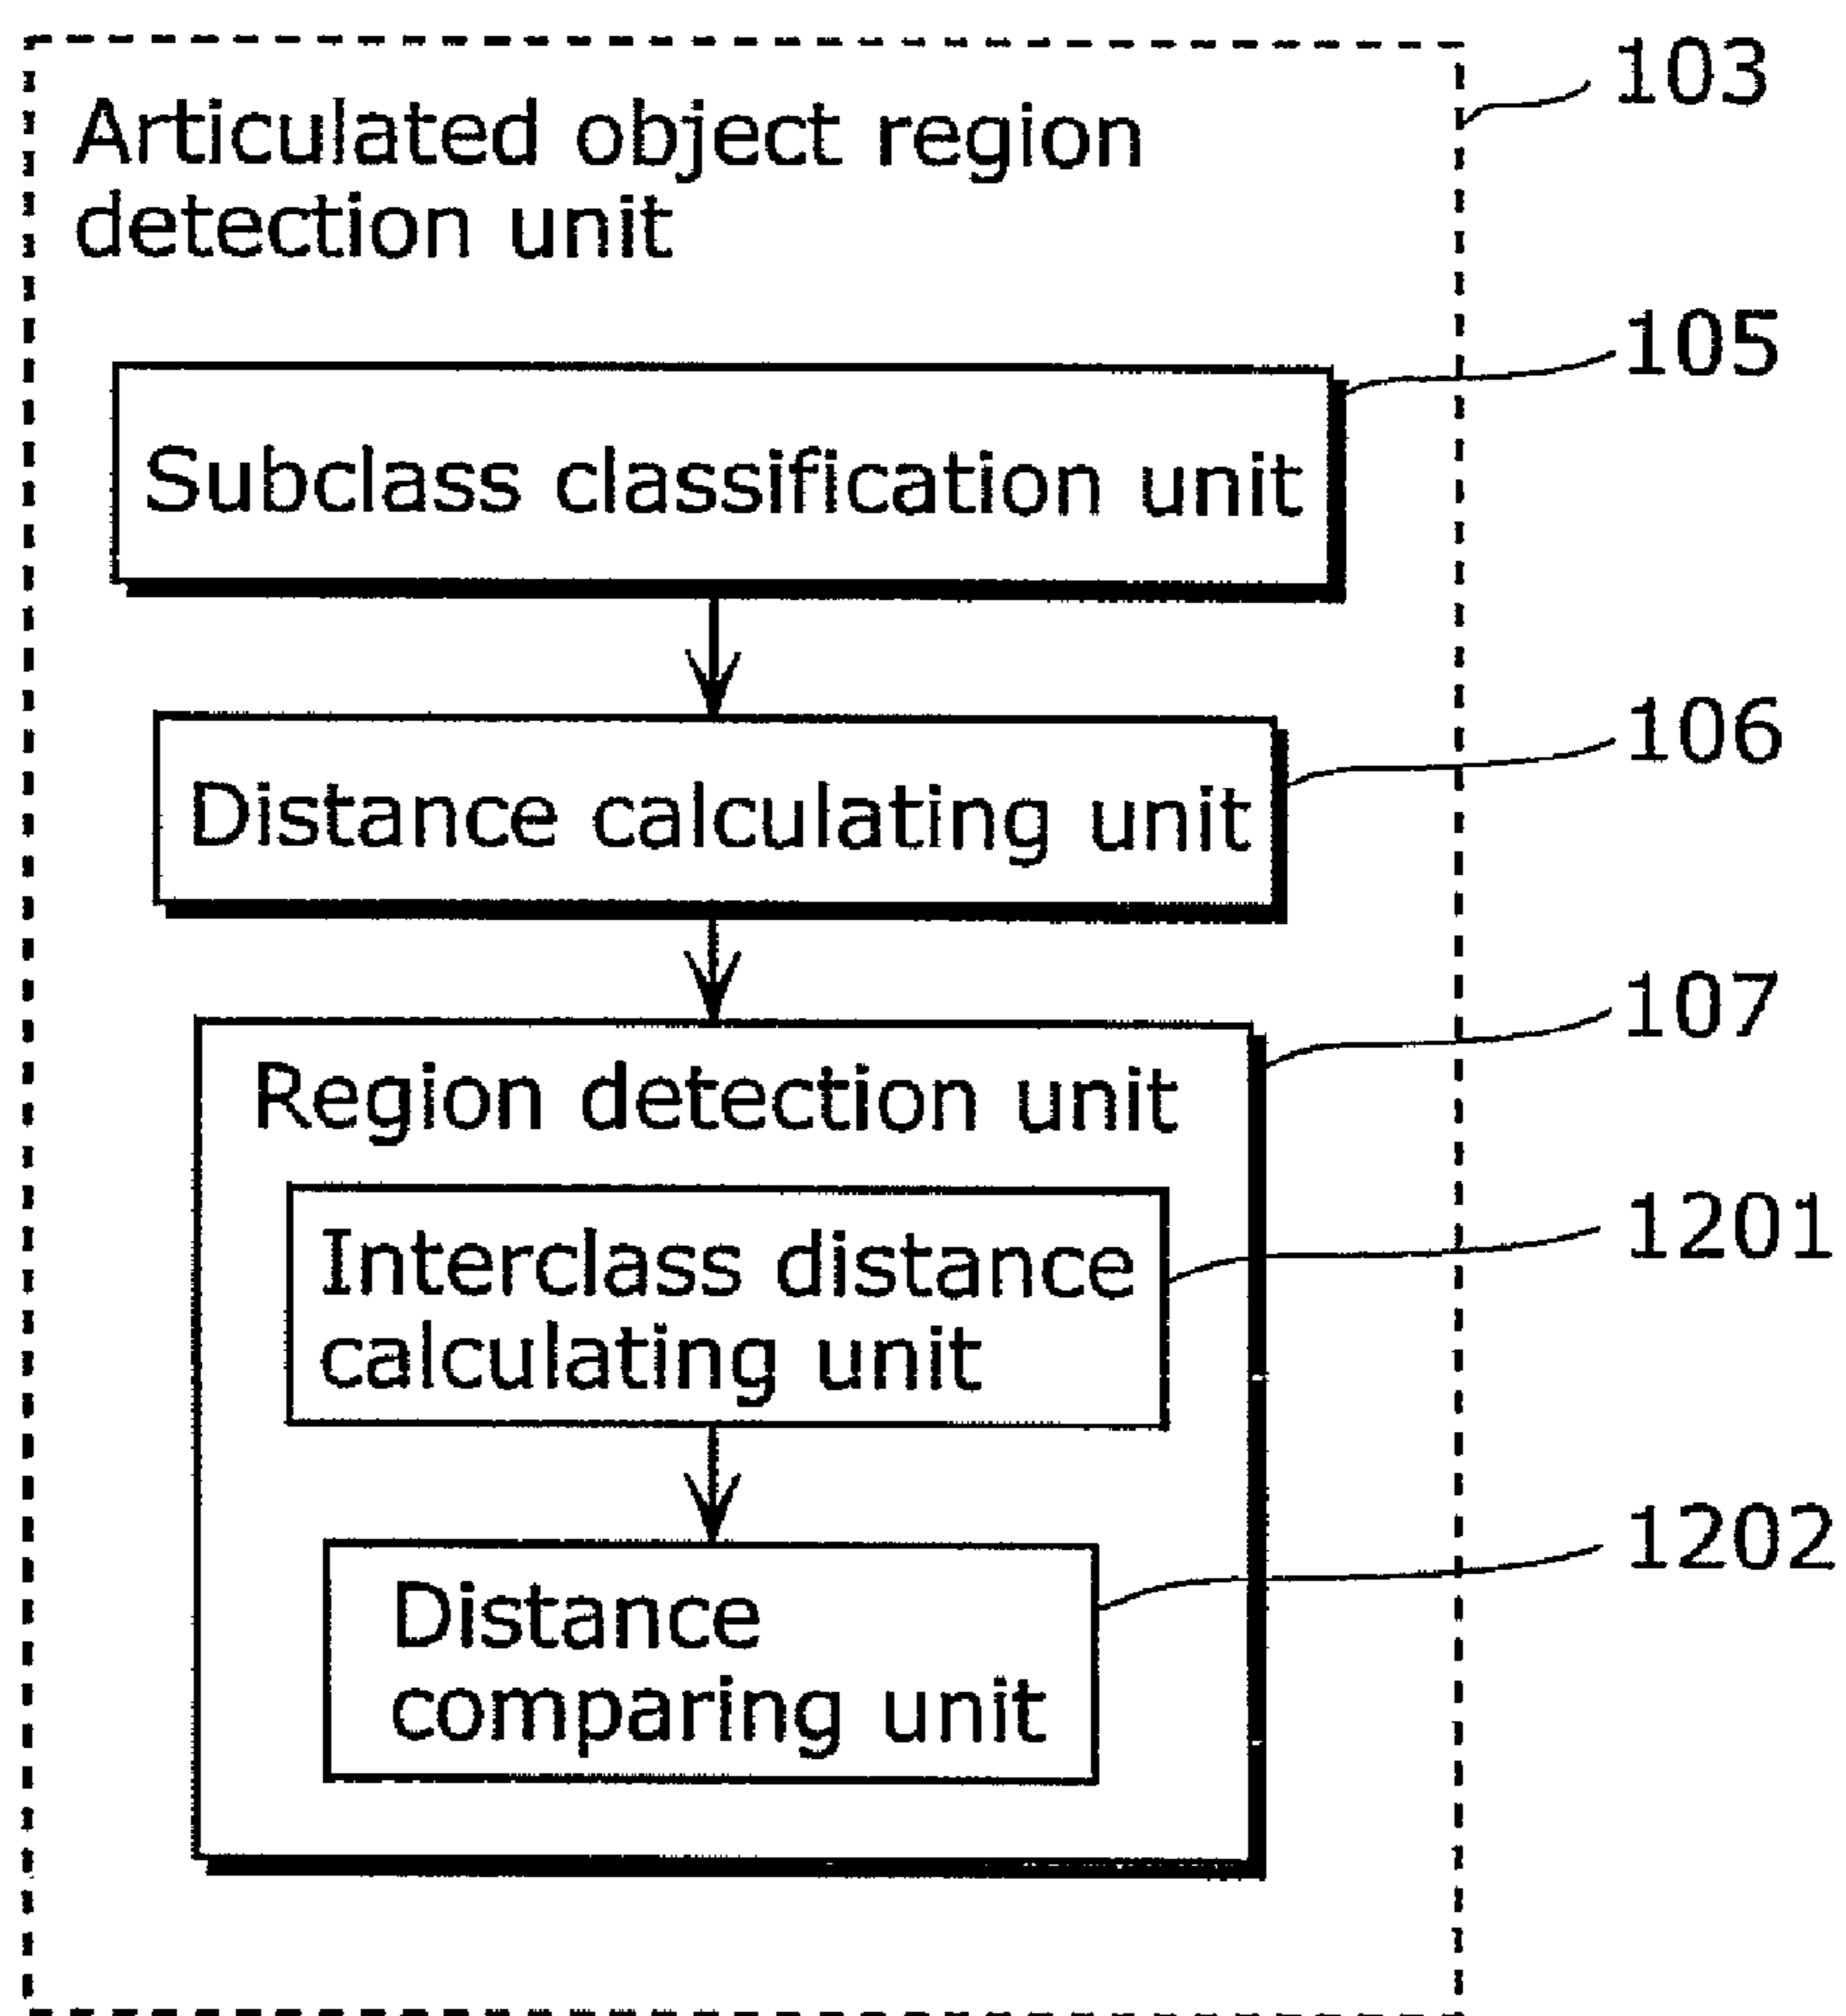 103
Articulated object region
detection unit
105
Subclass classification unit
106
Distance calculating unit
107
Region detection unit
1201
Interclass distance
calculating unit
1202
Distance
comparing unit